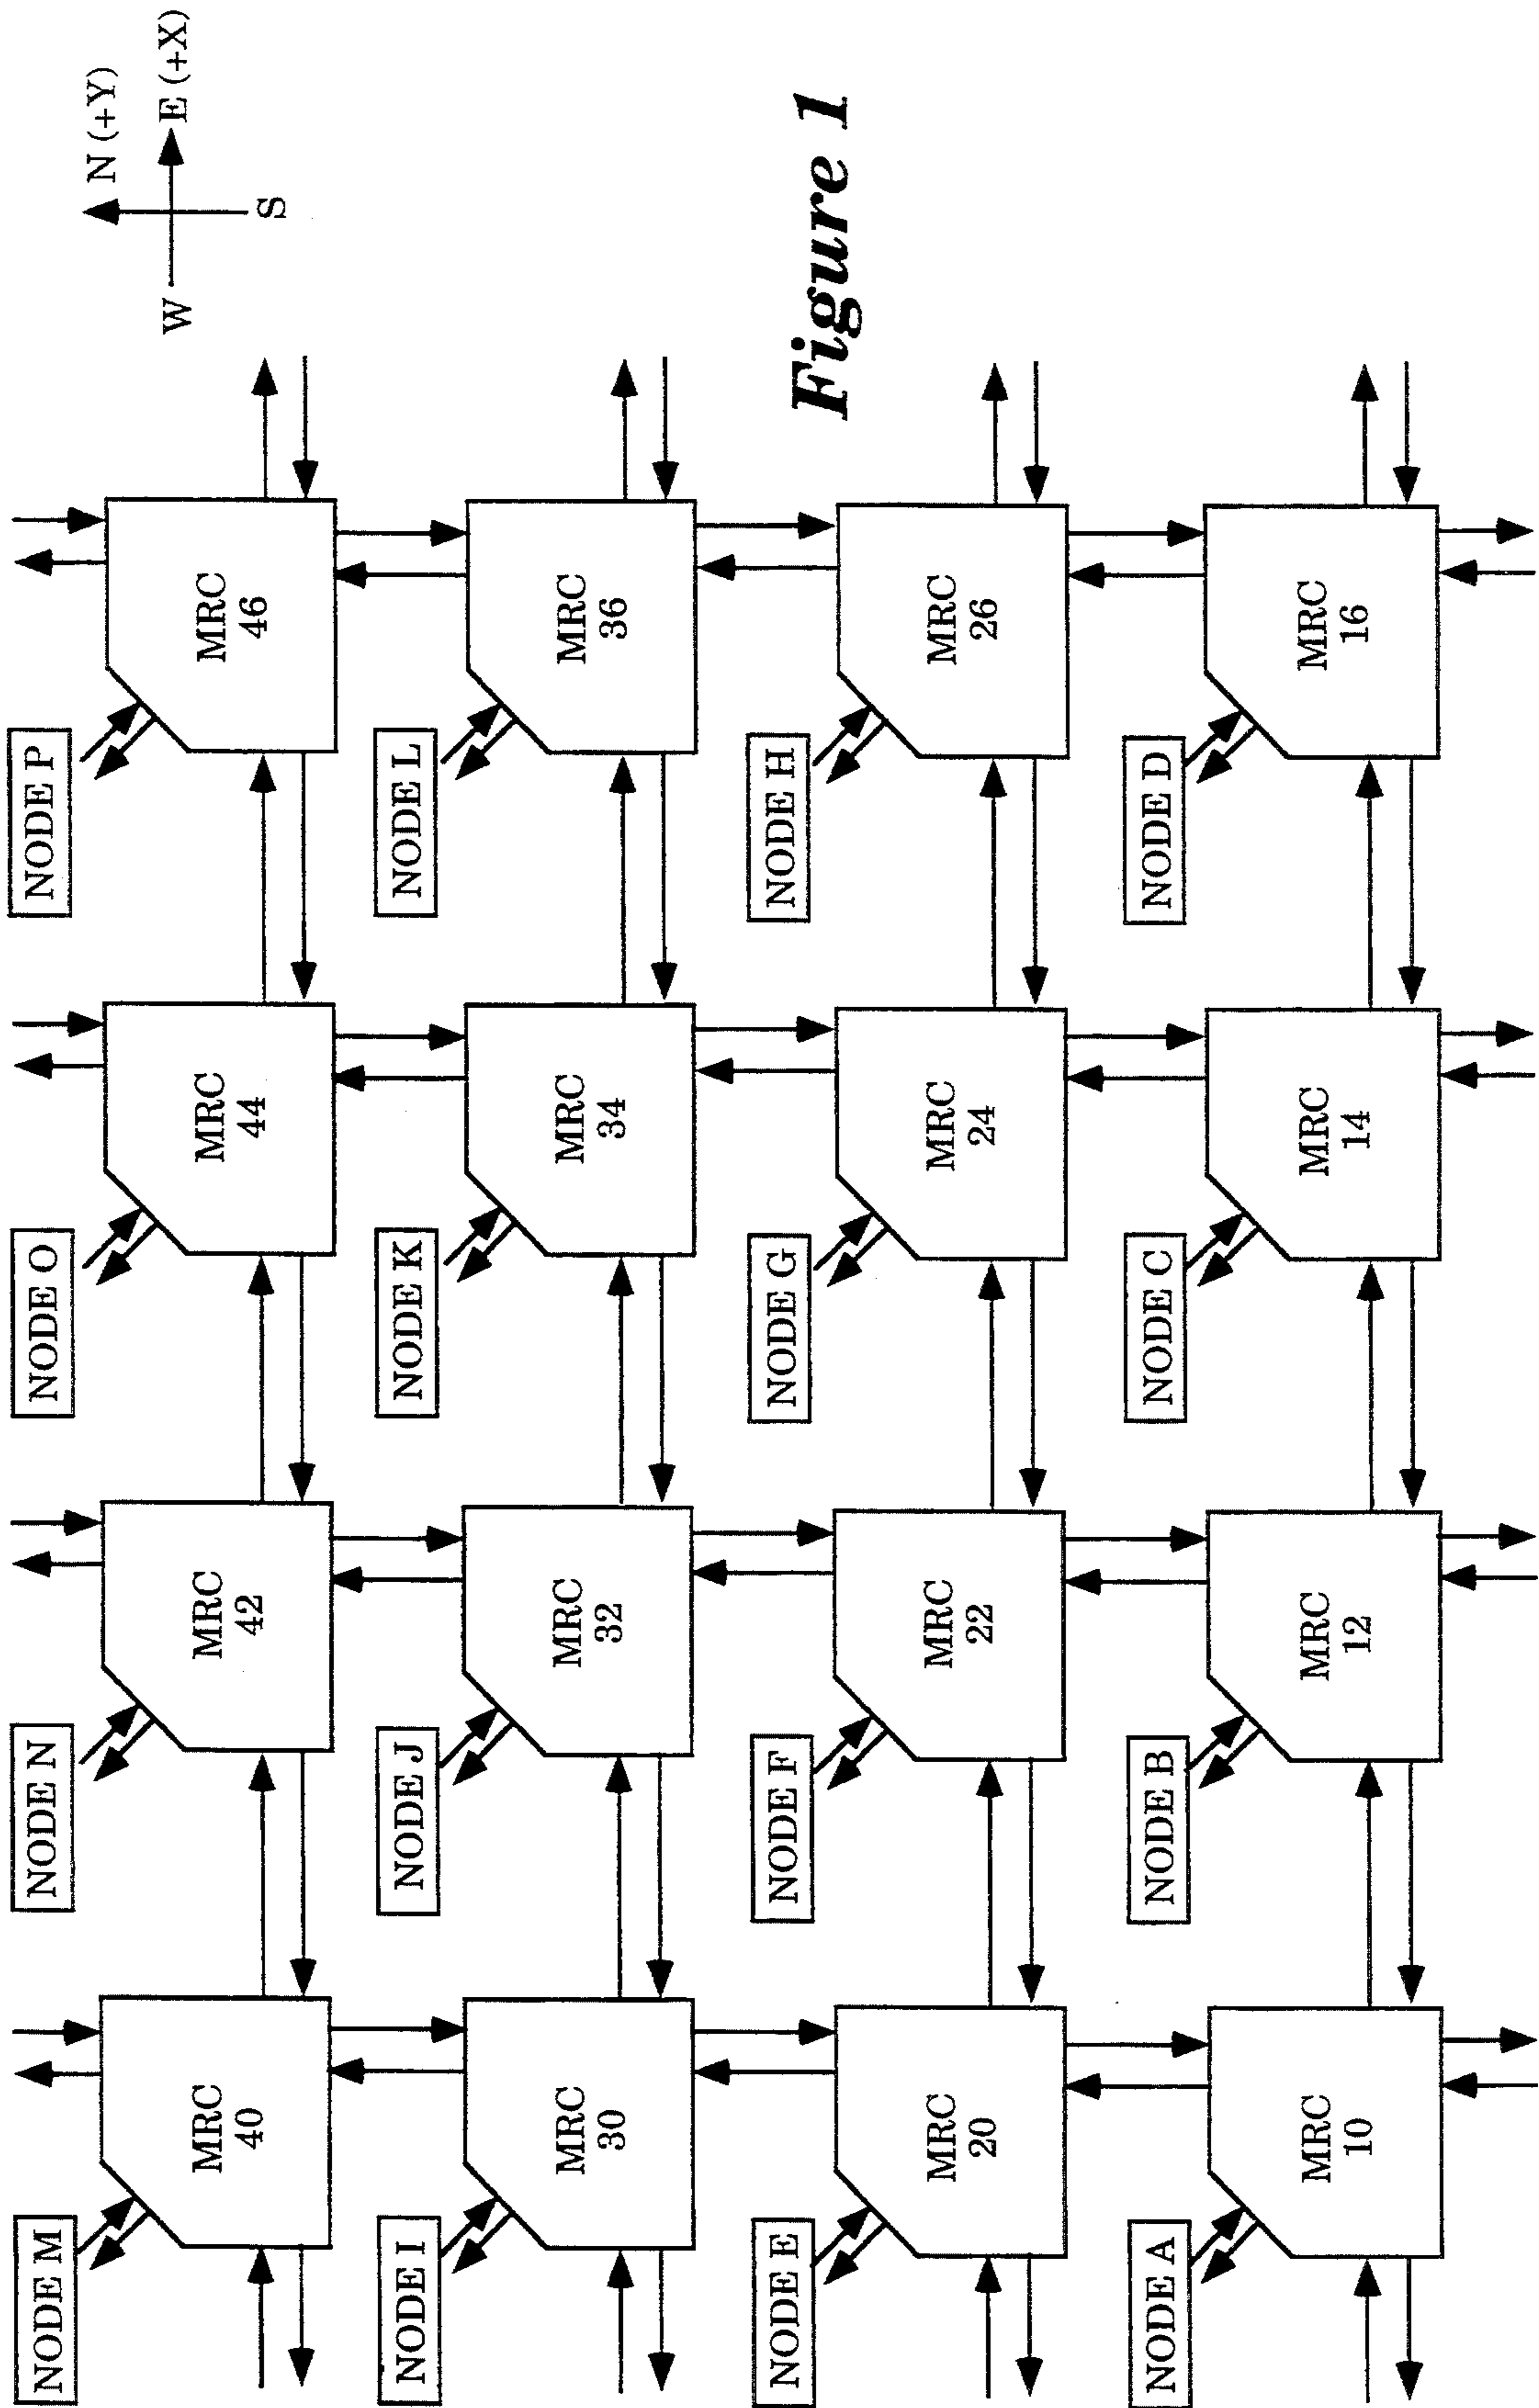 NODE M
NODE N
NODE O
NODE P
N (+Y)
W
E (+X)
S
MRC
40
MRC
42
MRC
44
MRC
46
NODE I
NODE J
NODE K
NODE L
MRC
30
MRC
32
MRC
34
MRC
36
NODE E
NODE F
NODE G
NODE H
Figure 1
MRC
20
MRC
22
MRC
24
MRC
26
NODE A
NODE B
NODE C
NODE D
MRC
10
MRC
12
MRC
14
MRC
16